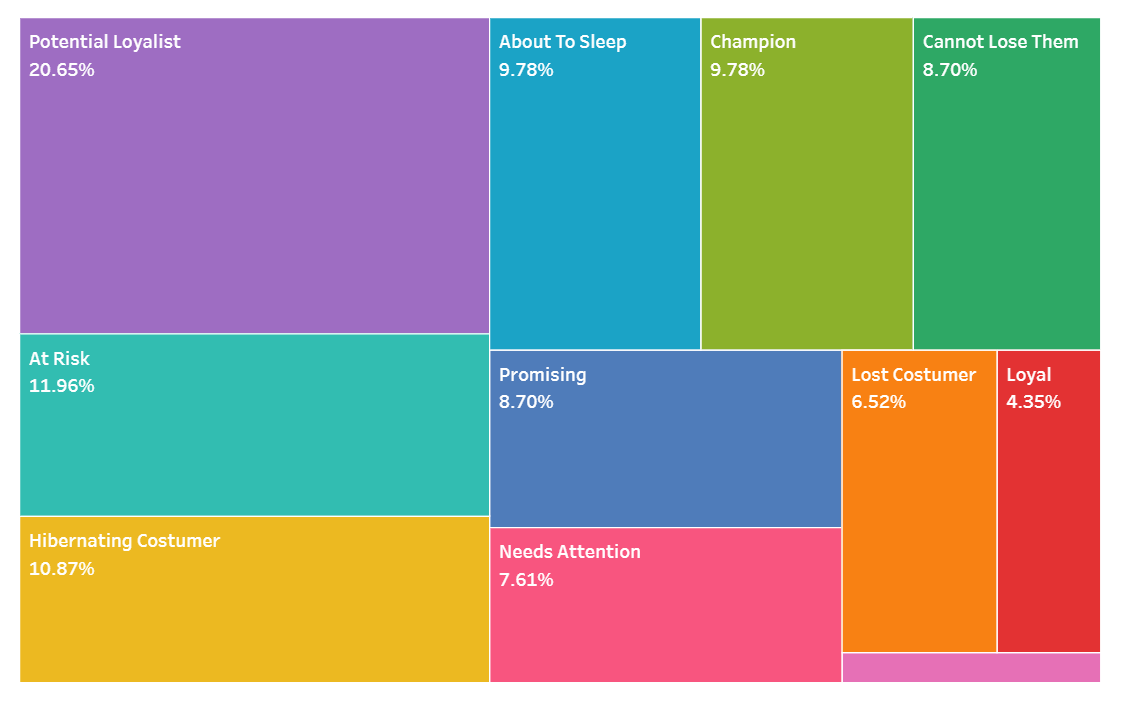 Potential Loyalist
20.65%
About To Sleep
9.78%
Champion
9.78%
Cannot Lose Them
8.70%
At Risk
11.96%
Promising
8.70%
Lost Costumer
6.52%
Loyal
4.35%
Hibernating Costumer
10.87%
Needs Attention
7.61%